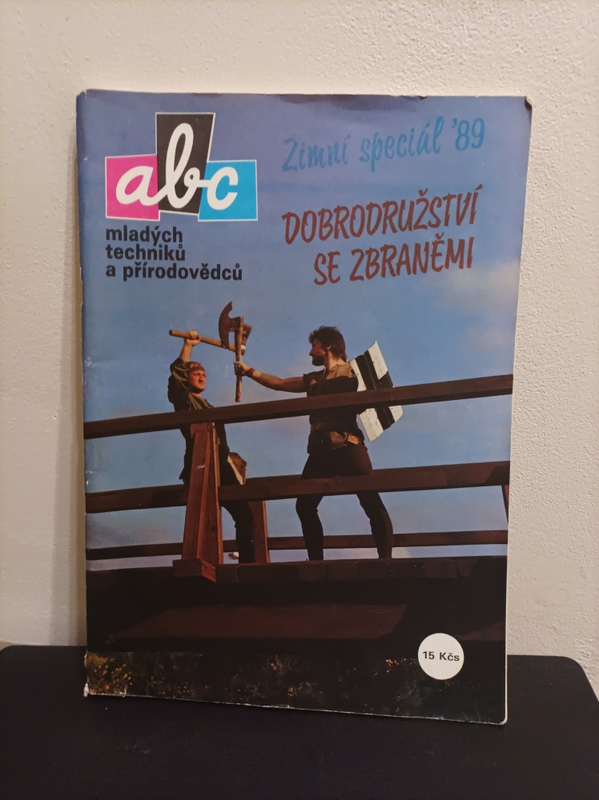 abc
mladých
techniků
a přírodovědců
Zimní speciál '89
DOBRODRUŽSTVÍ
SE ZBRANĚMI
15 Kčs